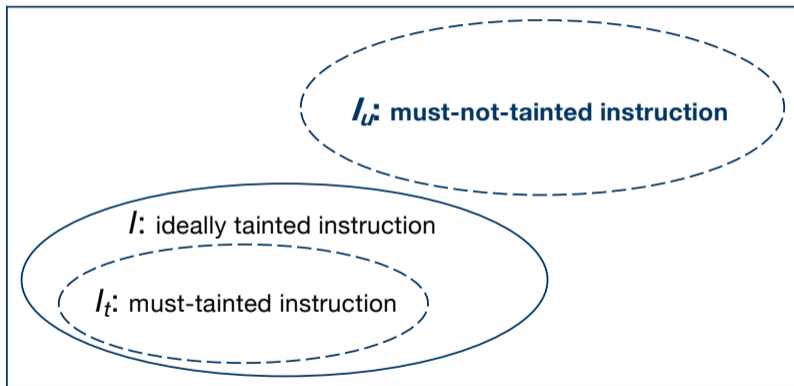 Iu: must-not-tainted instruction
I: ideally tainted instruction
It: must-tainted instruction